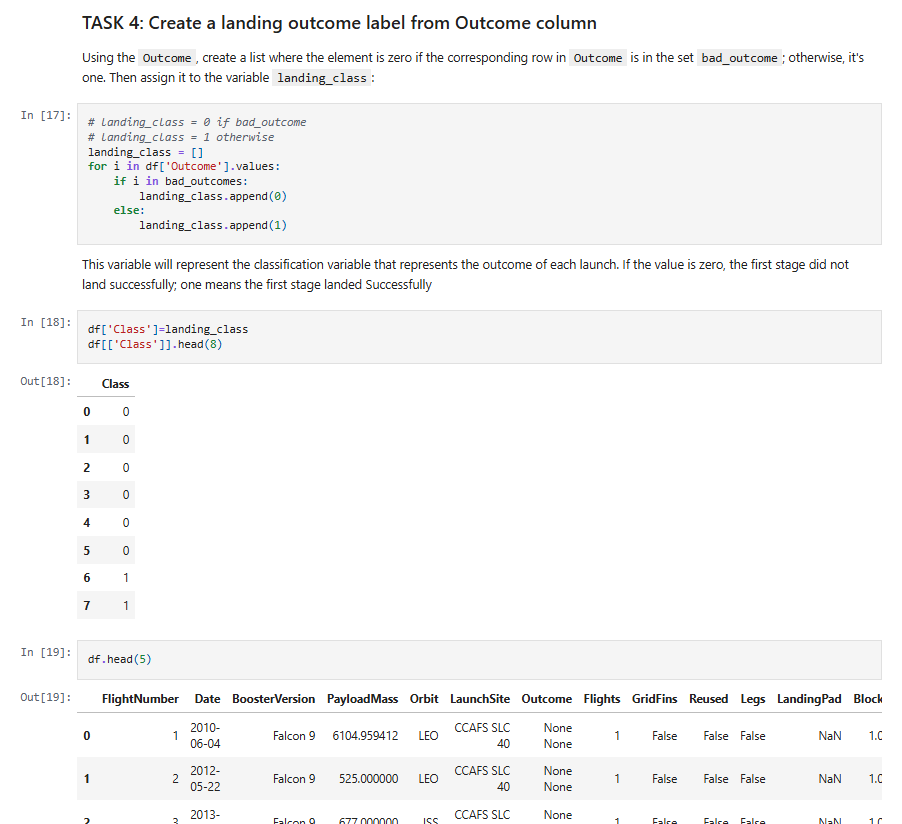 TASK 4: Create a landing outcome label from Outcome column
Using the Outcome , create a list where the element is zero if the corresponding row in Outcome is in the set bad_outcome ; otherwise, it's
one. Then assign it to the variable landing_class :
In [17]:
# landing_class = 0 if bad_outcome
# landing_class = 1 otherwise
landing_class = []
for i in df['Outcome'].values:
    if i in bad_outcomes:
        landing_class.append(0)
    else:
        landing_class.append(1)
This variable will represent the classification variable that represents the outcome of each launch. If the value is zero, the first stage did not
land successfully; one means the first stage landed Successfully
In [18]:
df['Class']=landing_class
df[['Class']].head(8)
Out[18]:
Class
0 0
1 0
2 0
3 0
4 0
5 0
6 1
7 1
In [19]:
df.head(5)
Out[19]:
FlightNumber Date BoosterVersion PayloadMass Orbit LaunchSite Outcome Flights GridFins Reused Legs LandingPad Block
0 1 2010-06-04 Falcon 9 6104.959412 LEO CCAFS SLC 40 None None 1 False False False NaN 1.0
1 2 2012-05-22 Falcon 9 525.000000 LEO CCAFS SLC 40 None None 1 False False False NaN 1.0
2 3 2013- Falcon 9 677.000000 ISS CCAFS SLC None 1 False False False NaN 1.0